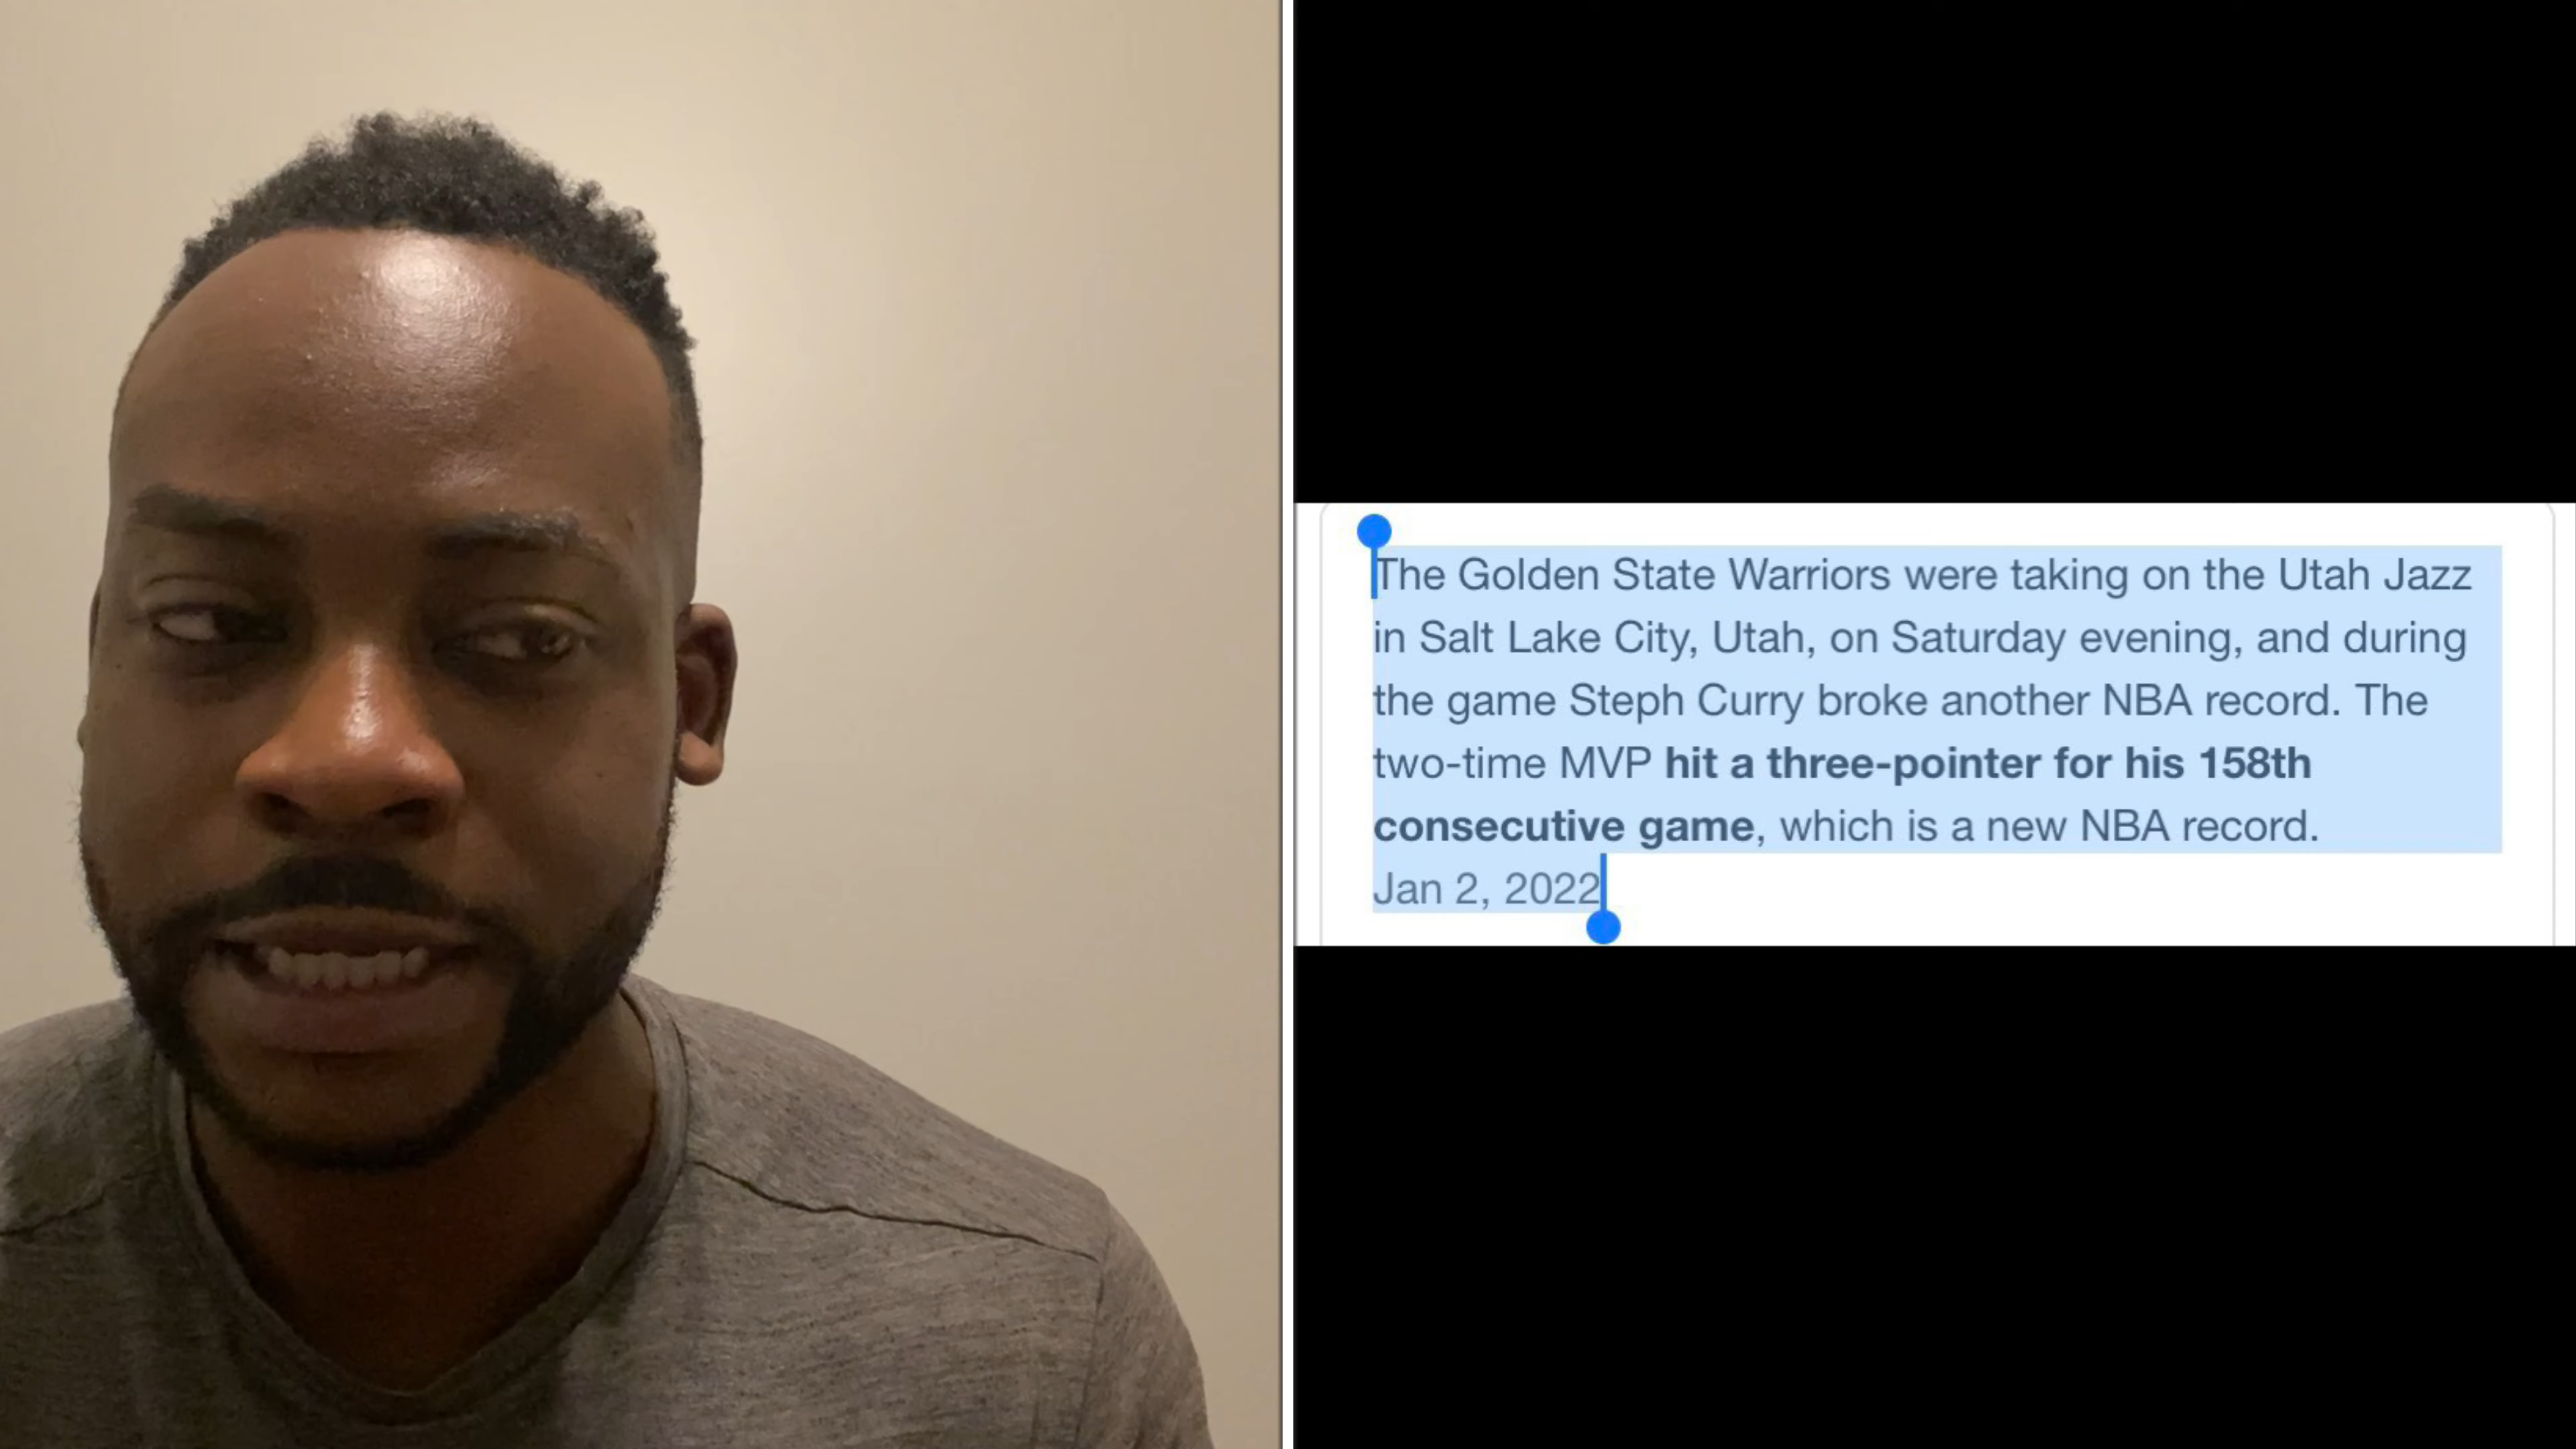 The Golden State Warriors were taking on the Utah Jazz
in Salt Lake City, Utah, on Saturday evening, and during
the game Steph Curry broke another NBA record. The
two-time MVP hit a three-pointer for his 158th
consecutive game, which is a new NBA record.
Jan 2, 2022